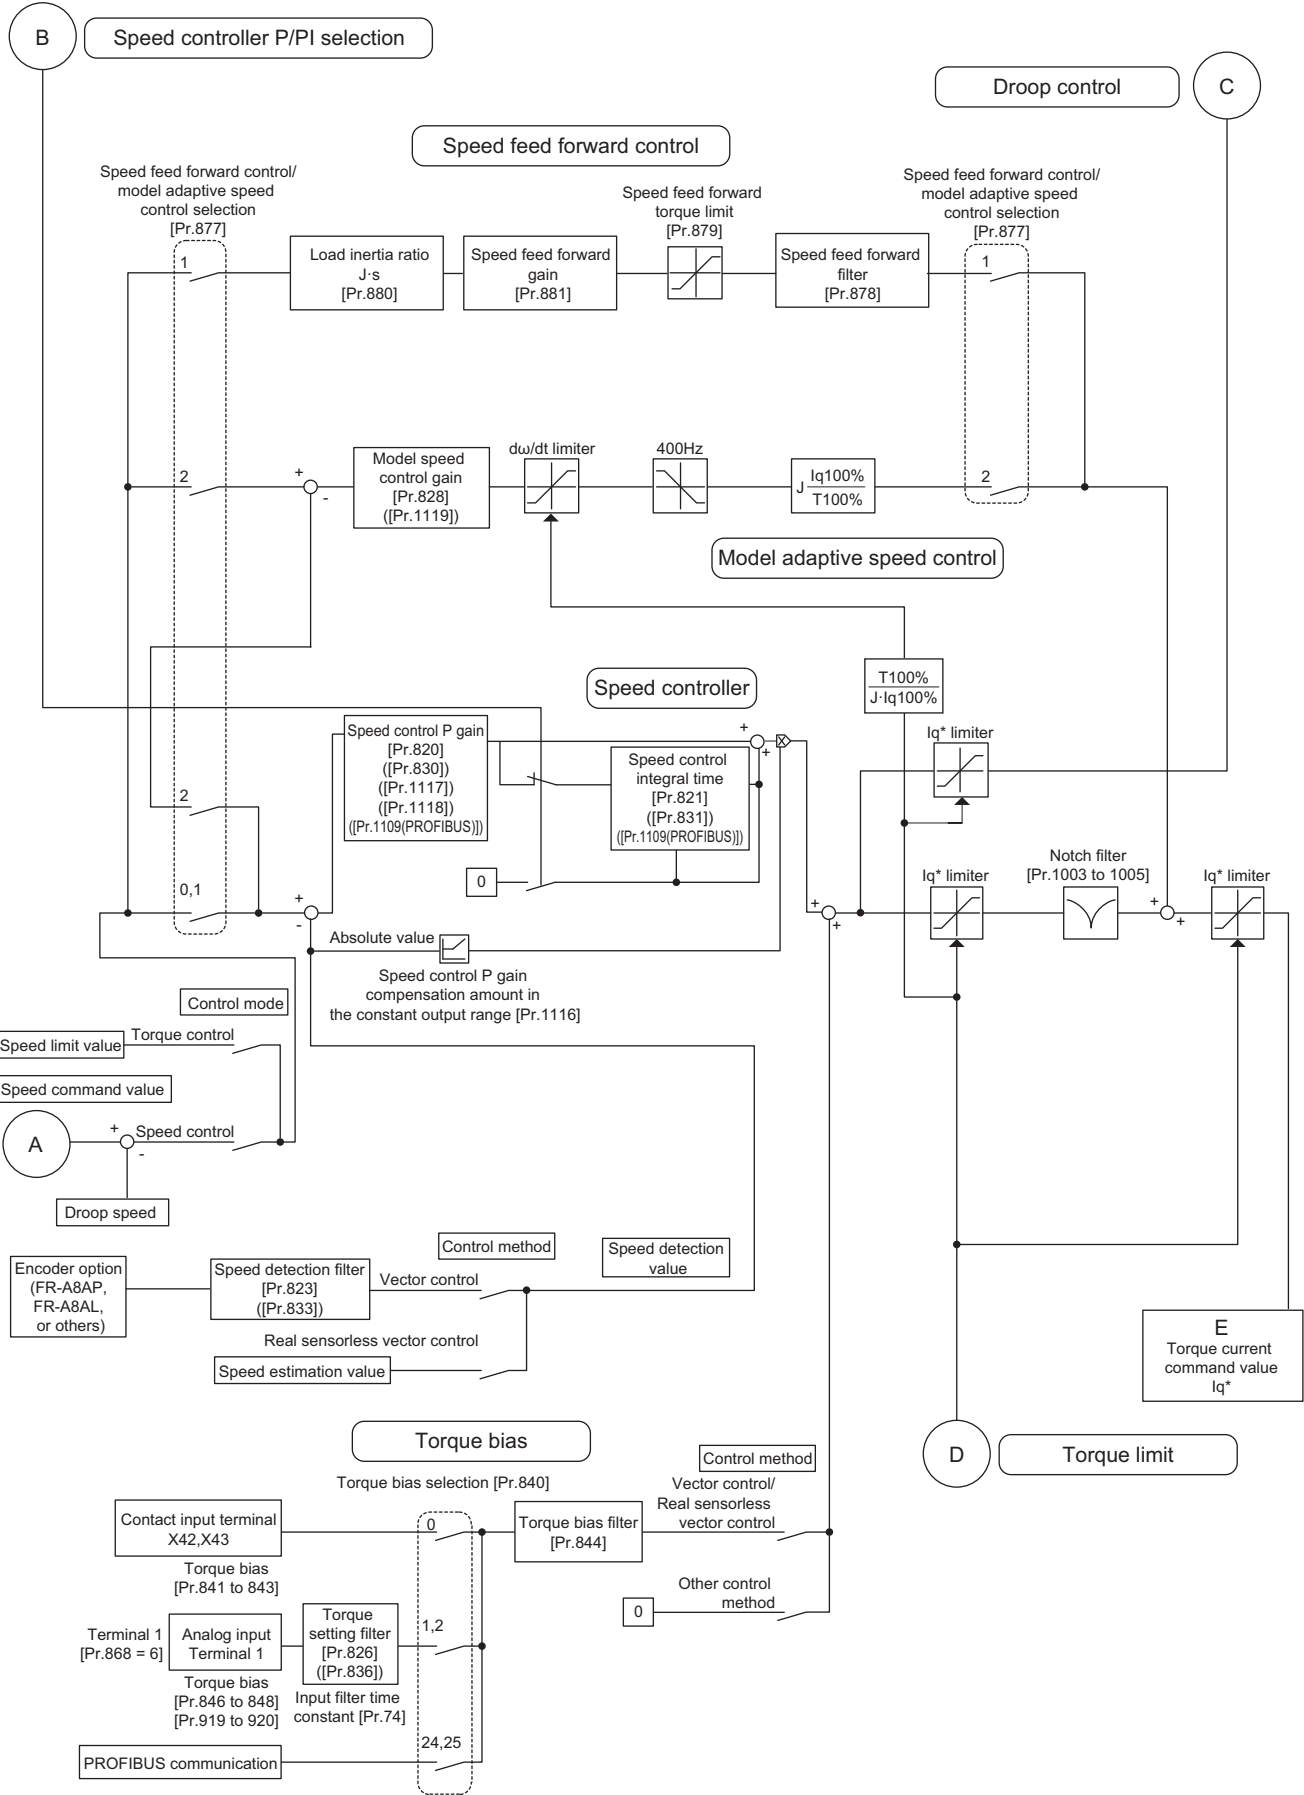 B
Speed controller P/PI selection
Droop control
C
Speed feed forward control
Speed feed forward control/
model adaptive speed
control selection
[Pr.877]
Speed feed forward
torque limit
[Pr.879]
Speed feed forward control/
model adaptive speed
control selection
[Pr.877]
1
Load inertia ratio
J·s
[Pr.880]
Speed feed forward
gain
[Pr.881]
Speed feed forward
filter
[Pr.878]
1
2
+
-
Model speed
control gain
[Pr.828]
([Pr.1119])
dω/dt limiter
400Hz
J Iq100%
T100%
2
Model adaptive speed control
T100%
J·Iq100%
Speed controller
Iq* limiter
Speed control P gain
[Pr.820]
([Pr.830])
([Pr.1117])
([Pr.1118])
([Pr.1109(PROFIBUS)])
+
+
X
Speed control
integral time
[Pr.821]
([Pr.831])
([Pr.1109(PROFIBUS)])
2
0
0,1
+
-
+
+
Iq* limiter
Notch filter
[Pr.1003 to 1005]
+
+
Iq* limiter
Absolute value
Speed control P gain
compensation amount in
the constant output range [Pr.1116]
Control mode
Speed limit value
Torque control
Speed command value
A
+
-
Speed control
Droop speed
Encoder option
(FR-A8AP,
FR-A8AL,
or others)
Speed detection filter
[Pr.823]
([Pr.833])
Control method
Vector control
Speed detection
value
Real sensorless vector control
Speed estimation value
E
Torque current
command value
Iq*
D
Torque limit
Torque bias
Torque bias selection [Pr.840]
Control method
Vector control/
Real sensorless
vector control
Contact input terminal
X42,X43
0
Torque bias filter
[Pr.844]
Torque bias
[Pr.841 to 843]
Other control
method
0
Terminal 1
[Pr.868 = 6]
Analog input
Terminal 1
Torque
setting filter
[Pr.826]
([Pr.836])
1,2
Torque bias
[Pr.846 to 848]
[Pr.919 to 920]
Input filter time
constant [Pr.74]
PROFIBUS communication
24,25